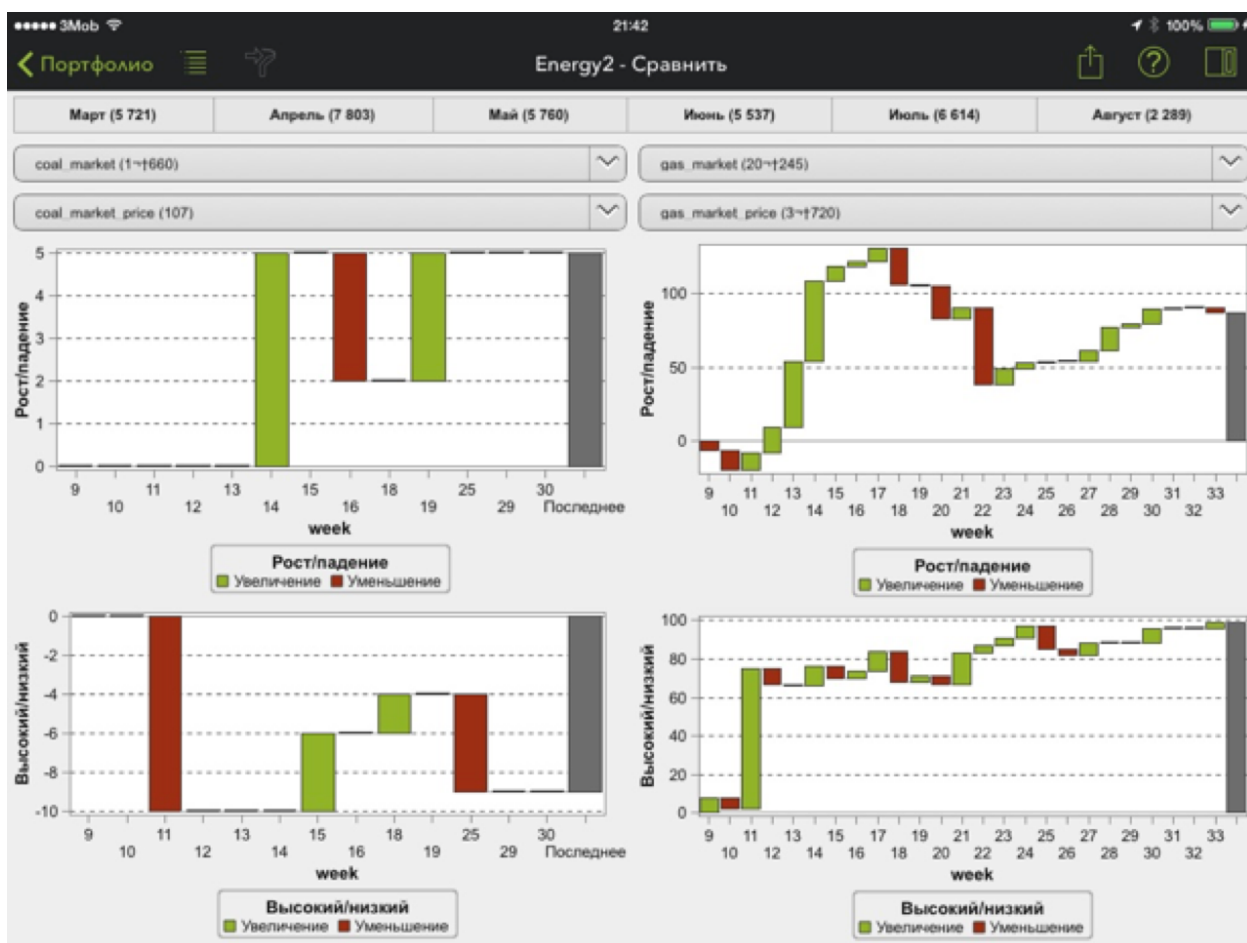 ●●●●● 3Mob 21:42 100%
Портфолио Energy2 - Сравнить ?
Март (5 721) Апрель (7 803) Май (5 760) Июнь (5 537) Июль (6 614) Август (2 289)
coal_market (1¬†660) gas_market (20¬†245)
coal_market_price (107) gas_market_price (3¬†720)
Рост/падение
5
4
3
2
1
0
9 11 13 15 18 25 30
10 12 14 16 19 29 Последнее
week
Рост/падение
Увеличение Уменьшение
Рост/падение
100
50
0
9 11 13 15 17 19 21 23 25 27 29 31 33
10 12 14 16 18 20 22 24 26 28 30 32
week
Рост/падение
Увеличение Уменьшение
Высокий/низкий
0
-2
-4
-6
-8
-10
9 11 13 15 18 25 30
10 12 14 16 19 29 Последнее
week
Высокий/низкий
Увеличение Уменьшение
Высокий/низкий
100
80
60
40
20
0
9 11 13 15 17 19 21 23 25 27 29 31 33
10 12 14 16 18 20 22 24 26 28 30 32
week
Высокий/низкий
Увеличение Уменьшение